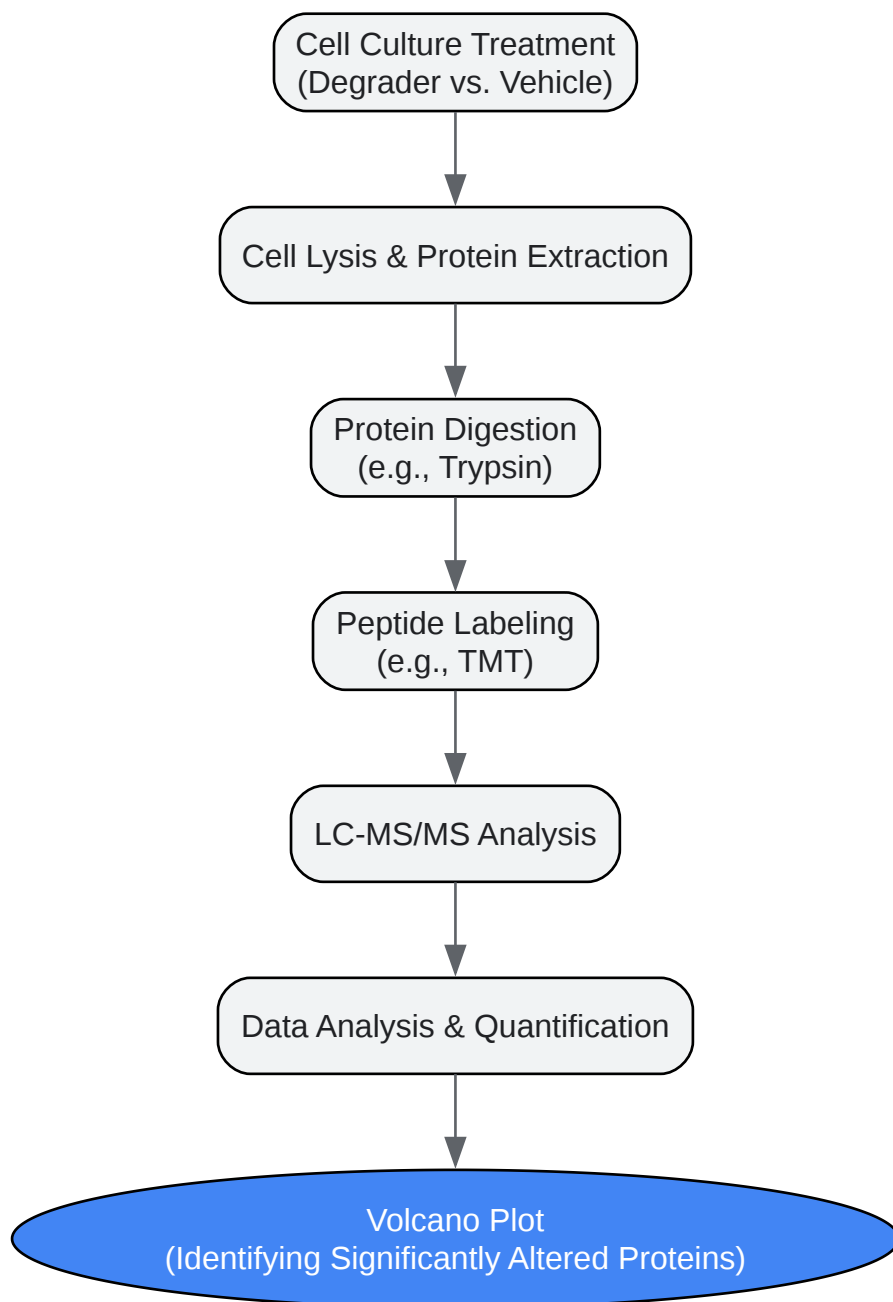 Cell Culture Treatment
(Degrader vs. Vehicle)
Cell Lysis & Protein Extraction
Protein Digestion
(e.g., Trypsin)
Peptide Labeling
(e.g., TMT)
LC-MS/MS Analysis
Data Analysis & Quantification
Volcano Plot
(Identifying Significantly Altered Proteins)